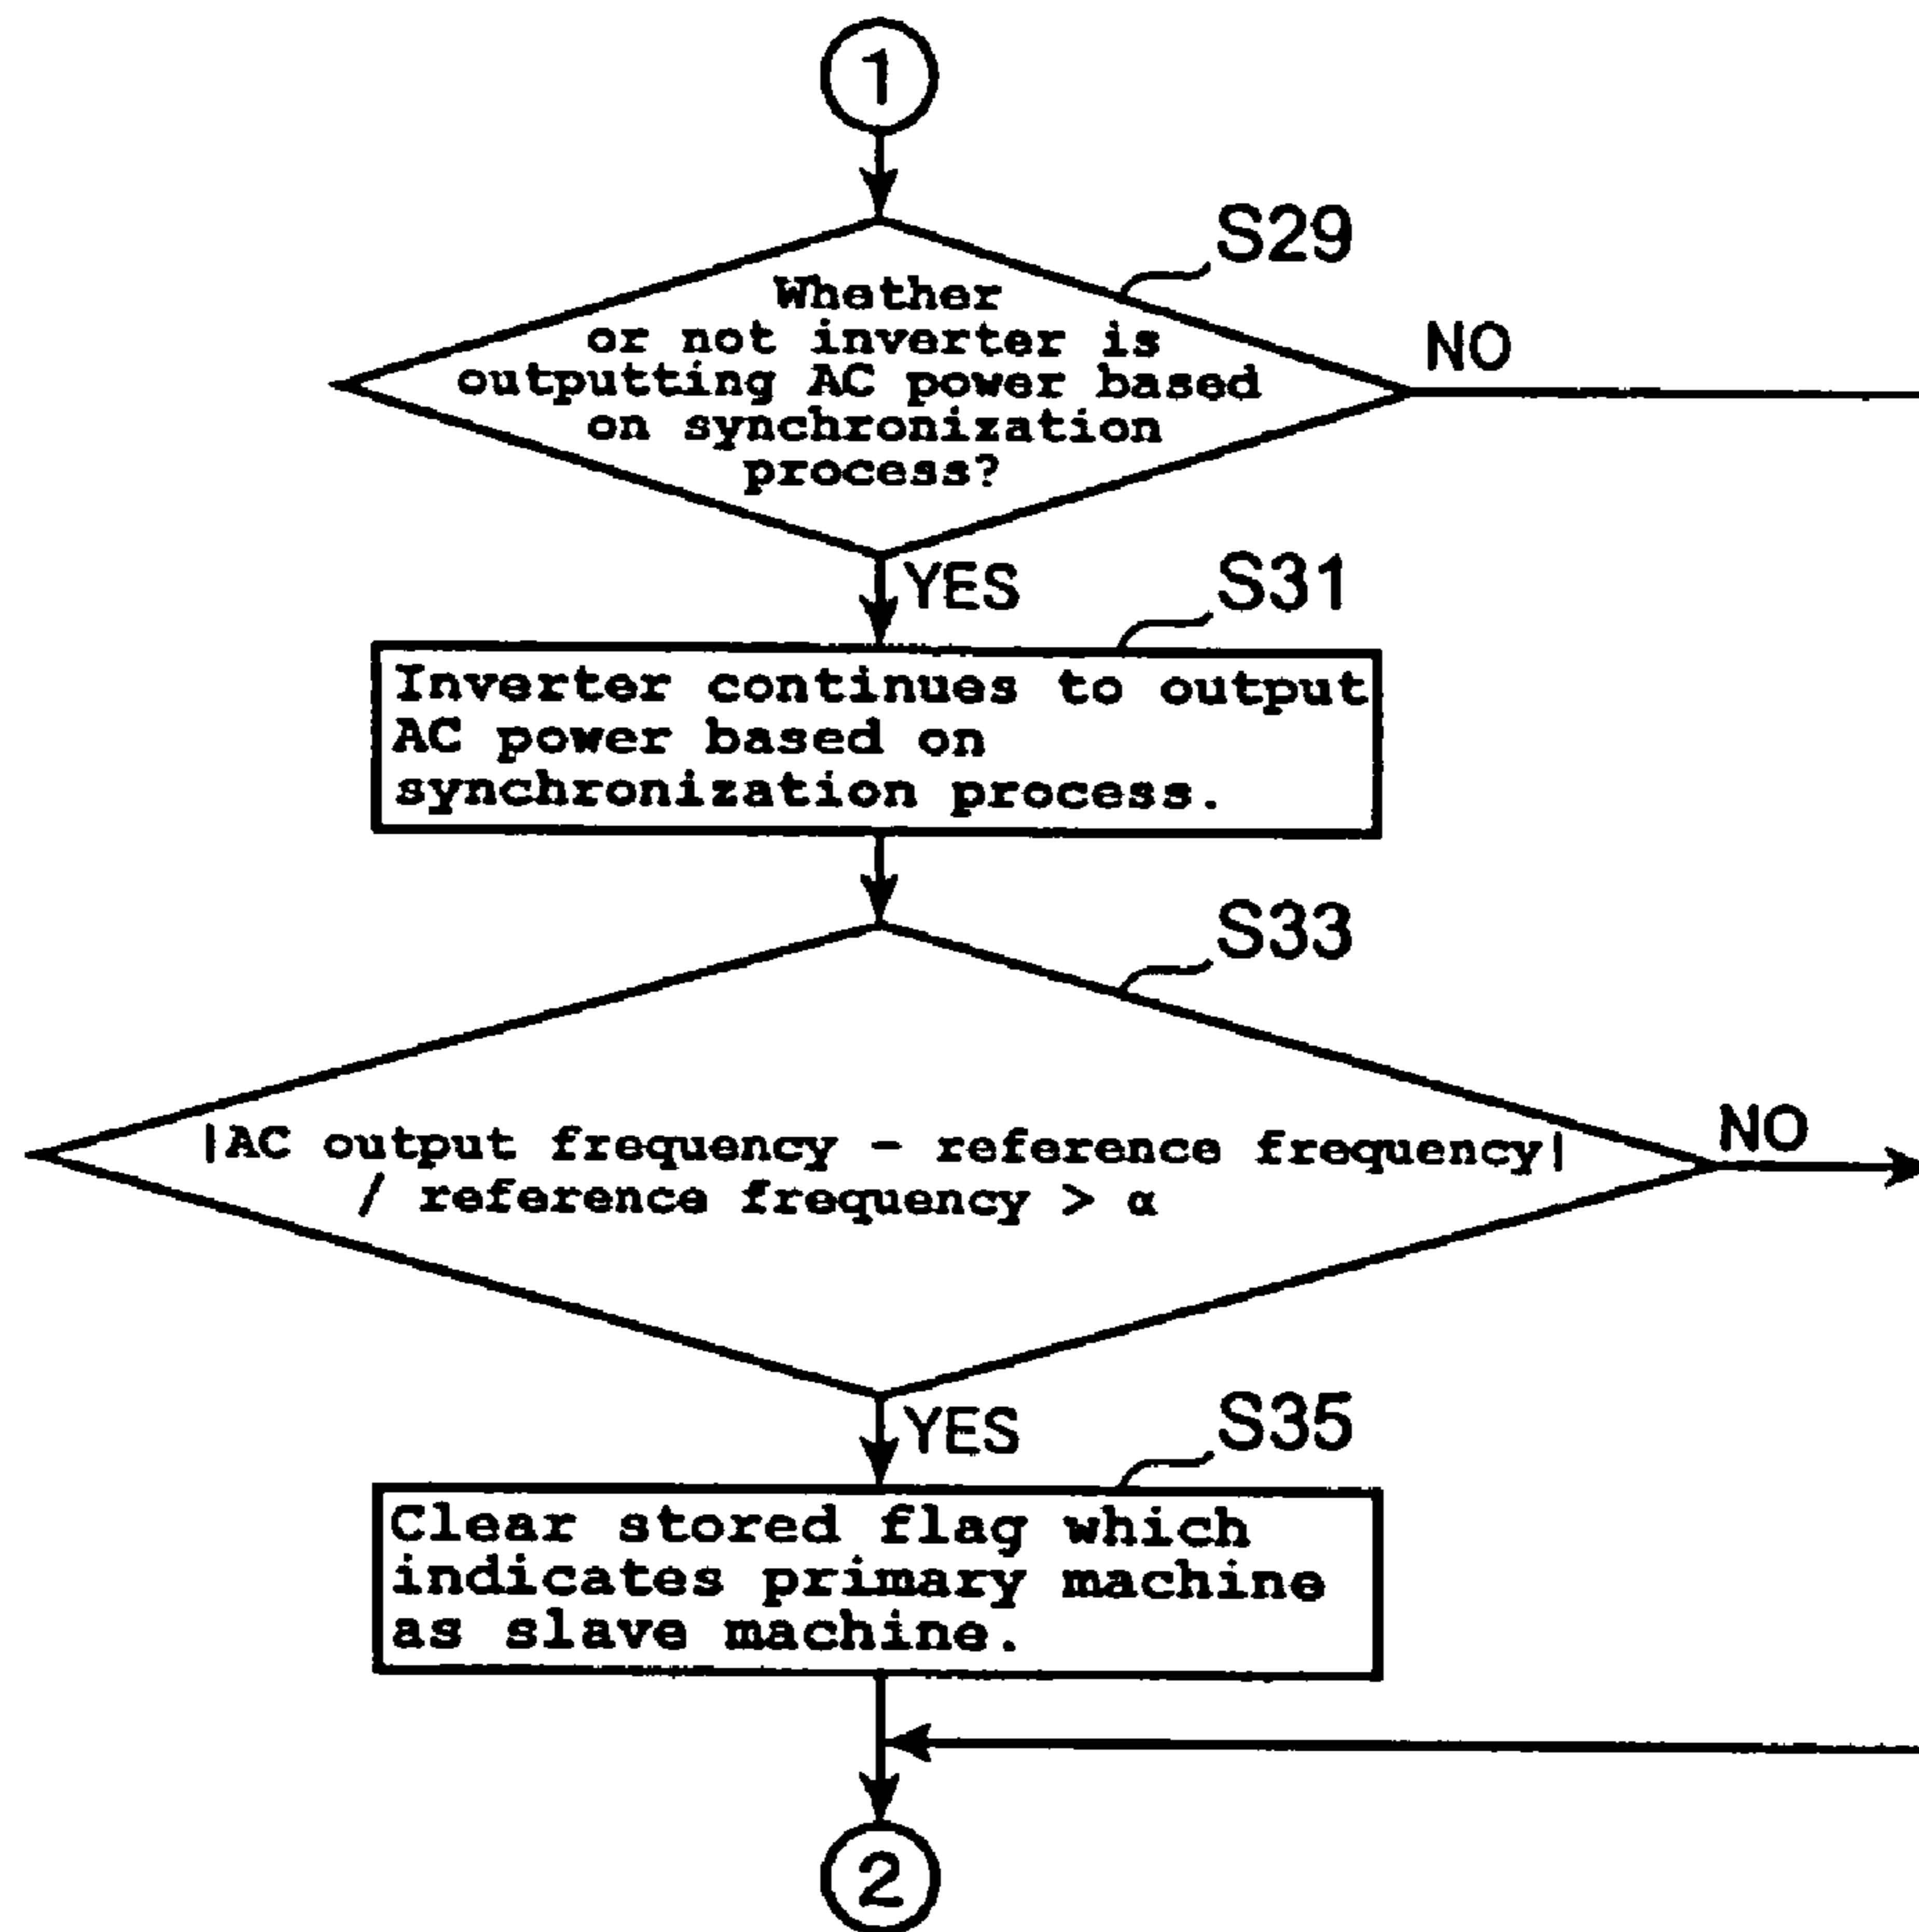 1
S29
Whether
or not inverter is
outputting AC power based
on synchronization
process?
NO
YES
S31
Inverter continues to output
AC power based on
synchronization process.
S33
|AC output frequency – reference frequency|
/ reference frequency > α
NO
YES
S35
Clear stored flag which
indicates primary machine
as slave machine.
2